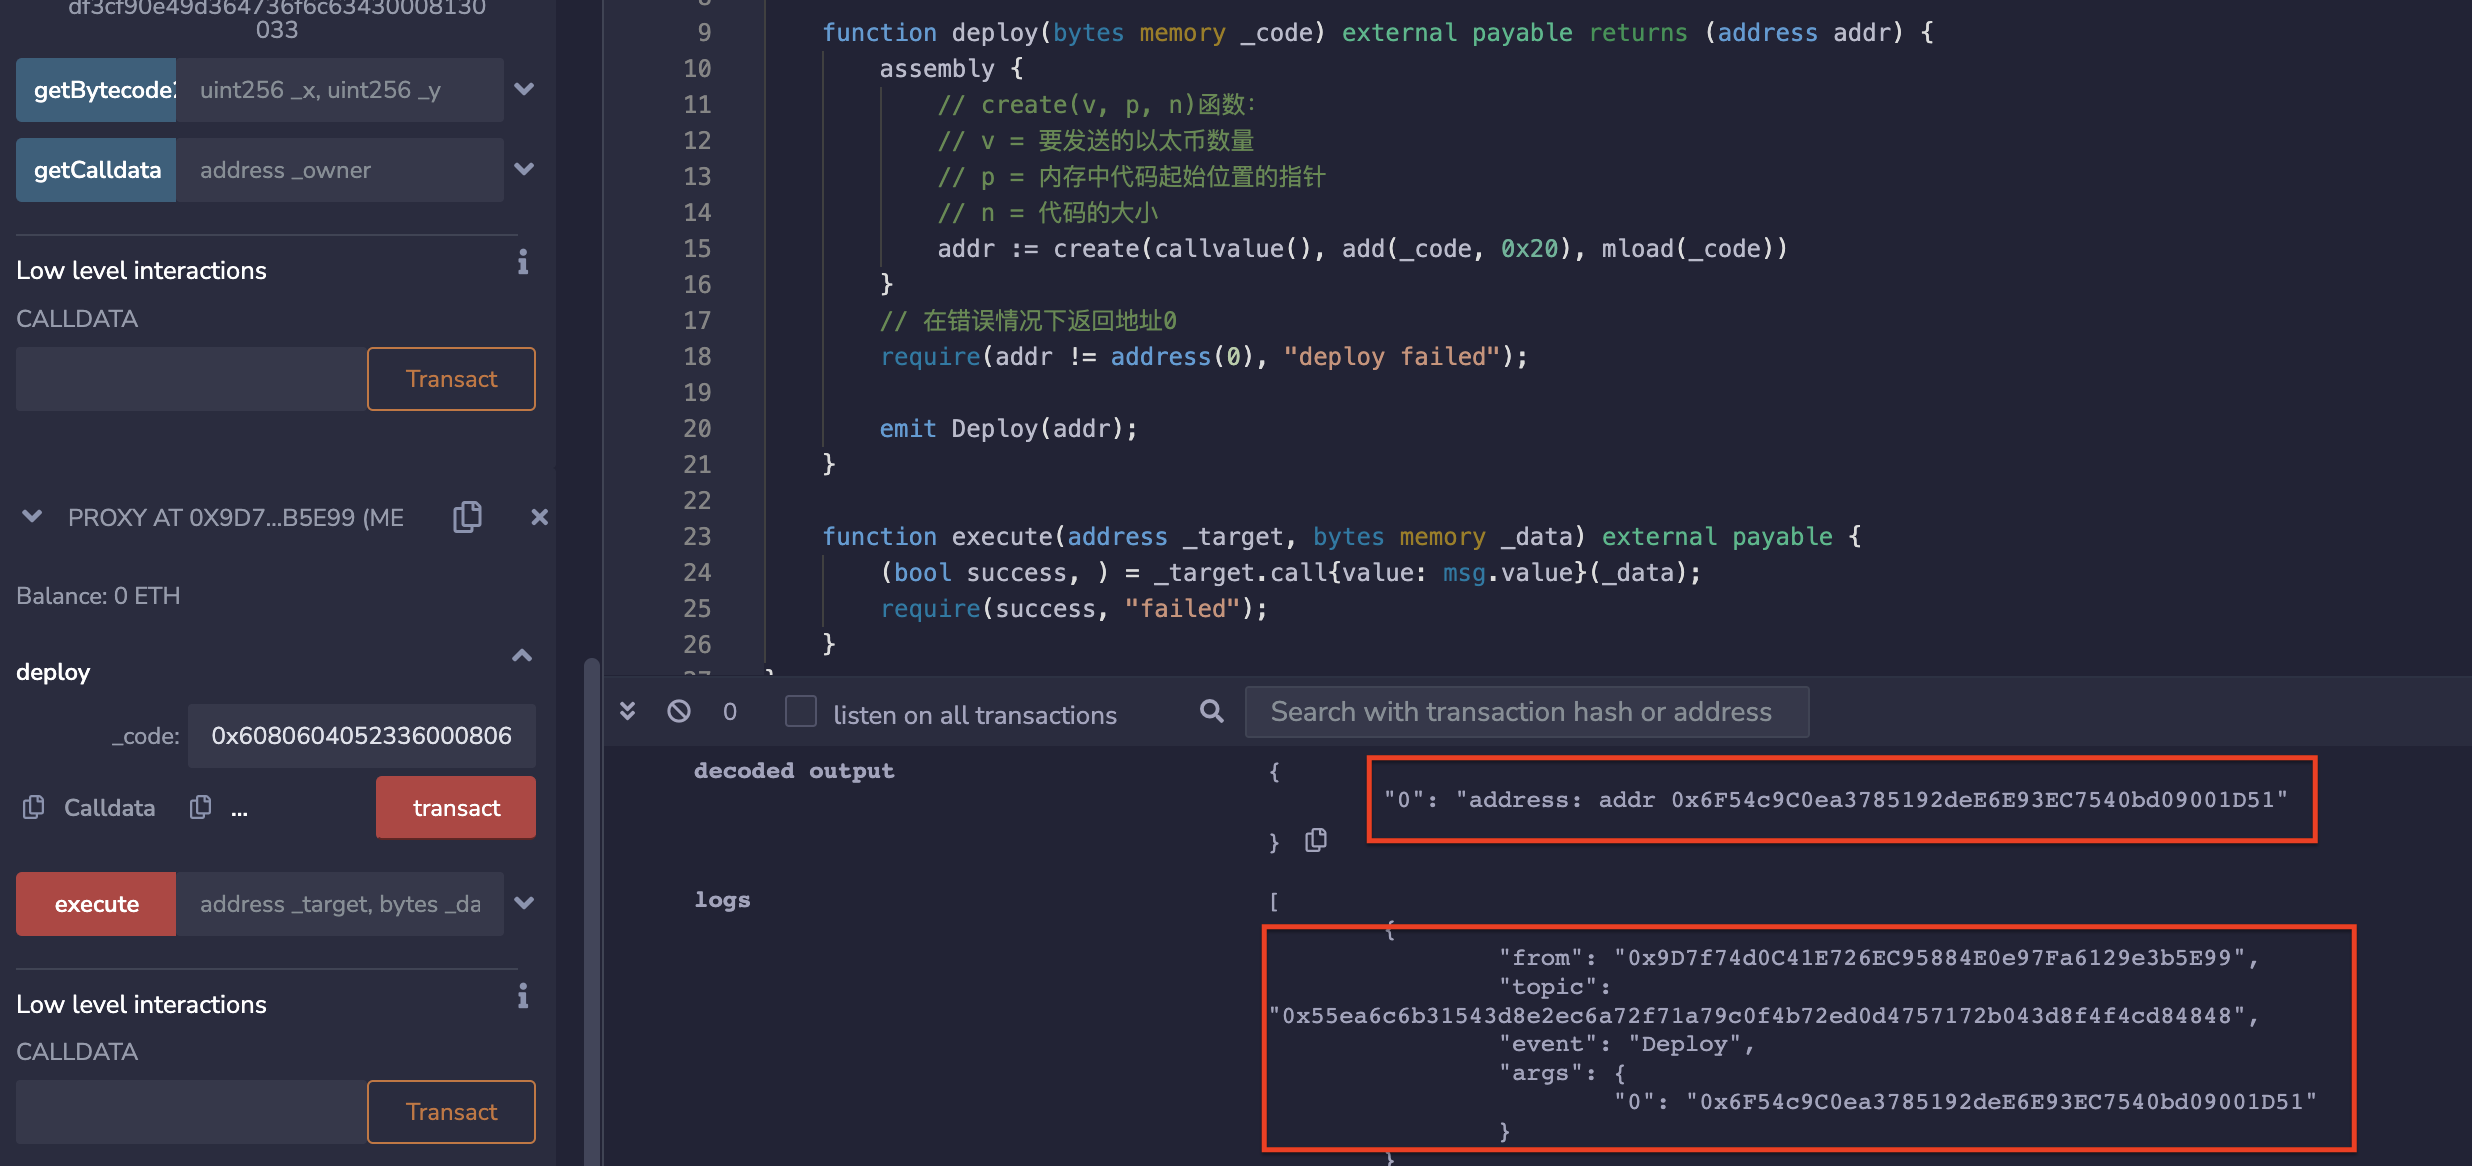 df3cf90e49d364736f6c63430008130
033
getBytecode2 uint256 _x, uint256 _y
getCalldata address _owner
Low level interactions
CALLDATA
Transact
PROXY AT 0X9D7...B5E99 (ME
Balance: 0 ETH
deploy
_code: 0x6080604052336000806
Calldata ... transact
execute address _target, bytes _da
Low level interactions
CALLDATA
Transact
8
9 function deploy(bytes memory _code) external payable returns (address addr) {
10 assembly {
11 // create(v, p, n)函数:
12 // v = 要发送的以太币数量
13 // p = 内存中代码起始位置的指针
14 // n = 代码的大小
15 addr := create(callvalue(), add(_code, 0x20), mload(_code))
16 }
17 // 在错误情况下返回地址0
18 require(addr != address(0), "deploy failed");
19
20 emit Deploy(addr);
21 }
22
23 function execute(address _target, bytes memory _data) external payable {
24 (bool success, ) = _target.call{value: msg.value}(_data);
25 require(success, "failed");
26 }
27 }
0 listen on all transactions Search with transaction hash or address
decoded output {
"0": "address: addr 0x6F54c9C0ea3785192deE6E93EC7540bd09001D51"
}
logs [
{
"from": "0x9D7f74d0C41E726EC95884E0e97Fa6129e3b5E99",
"topic":
"0x55ea6c6b31543d8e2ec6a72f71a79c0f4b72ed0d4757172b043d8f4f4cd84848",
"event": "Deploy",
"args": {
"0": "0x6F54c9C0ea3785192deE6E93EC7540bd09001D51"
}
}